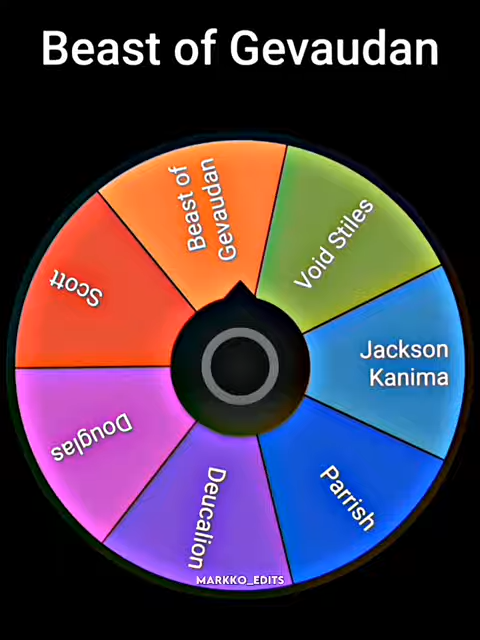 Beast of Gevaudan
Beast of
Gevaudan
Void Stiles
Jackson
Kanima
Parrish
Deucalion
Douglas
Scott
MARKKO_EDITS